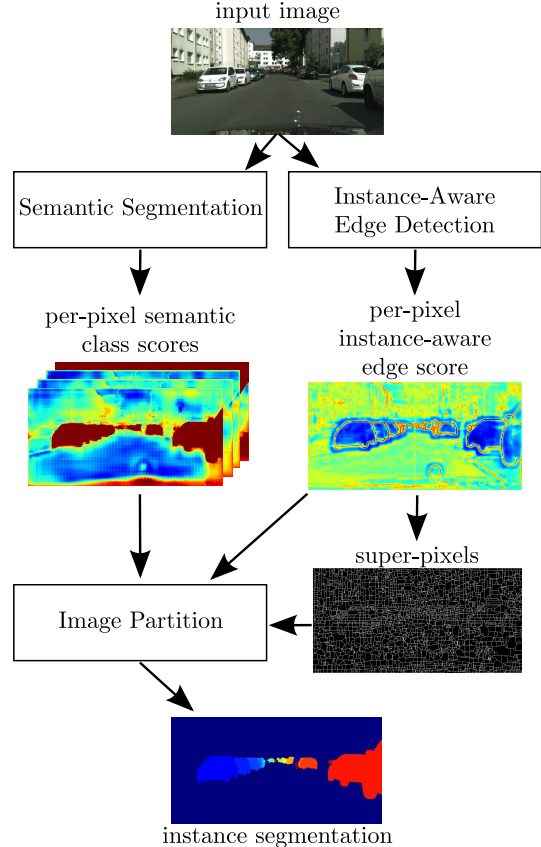 input image
Semantic Segmentation
Instance-Aware
Edge Detection
per-pixel semantic
class scores
per-pixel
instance-aware
edge score
super-pixels
Image Partition
instance segmentation